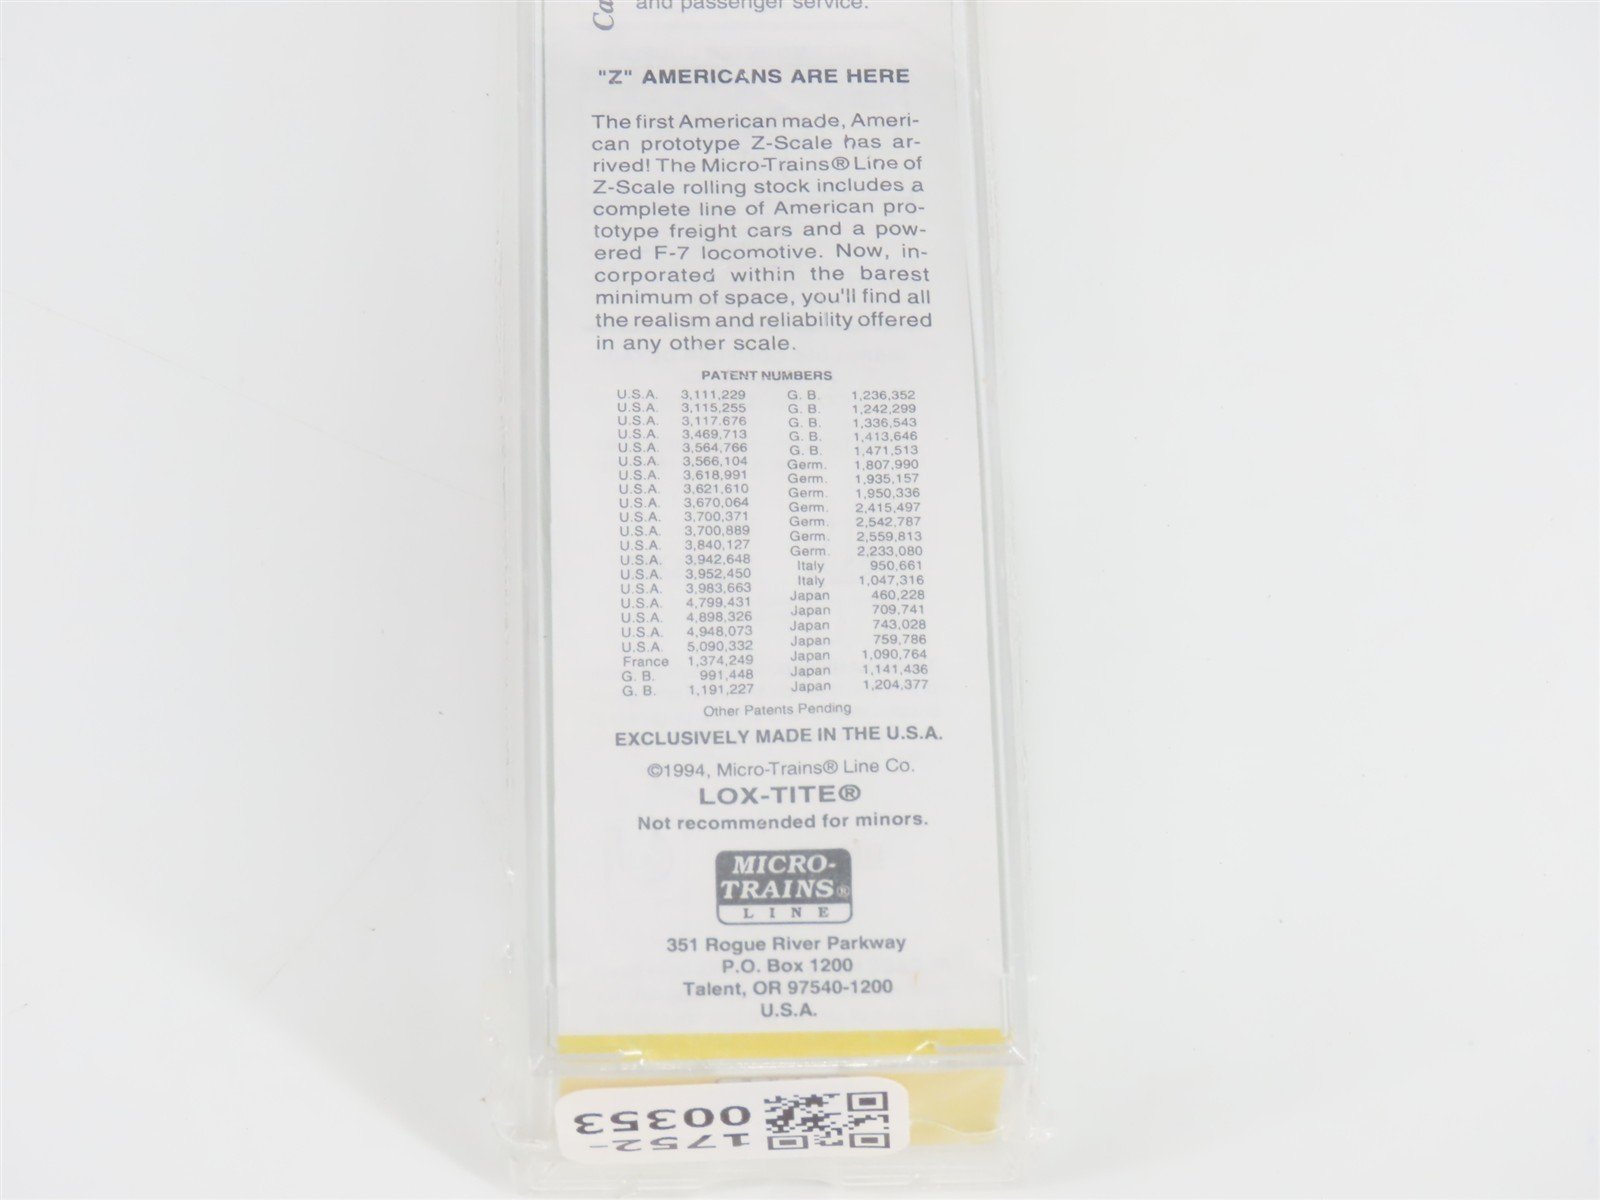 Ca
and passenger service.
"Z" AMERICANS ARE HERE
The first American made, Ameri-
can prototype Z-Scale has ar-
rived! The Micro-Trains® Line of
Z-Scale rolling stock includes a
complete line of American pro-
totype freight cars and a pow-
ered F-7 locomotive. Now, in-
corporated within the barest
minimum of space, you'll find all
the realism and reliability offered
in any other scale.
PATENT NUMBERS
U.S.A. 3,111,229 G. B. 1,236,352
U.S.A. 3,115,255 G. B. 1,242,299
U.S.A. 3,117,676 G. B. 1,336,543
U.S.A. 3,469,713 G. B. 1,413,646
U.S.A. 3,564,766 G. B. 1,471,513
U.S.A. 3,566,104 Germ. 1,807,990
U.S.A. 3,618,991 Germ. 1,935,157
U.S.A. 3,621,610 Germ. 1,950,336
U.S.A. 3,670,064 Germ. 2,415,497
U.S.A. 3,700,371 Germ. 2,542,787
U.S.A. 3,700,889 Germ. 2,559,813
U.S.A. 3,840,127 Germ. 2,233,080
U.S.A. 3,942,648 Italy 950,661
U.S.A. 3,952,450 Italy 1,047,316
U.S.A. 3,983,663 Japan 460,228
U.S.A. 4,799,431 Japan 709,741
U.S.A. 4,898,326 Japan 743,028
U.S.A. 4,948,073 Japan 759,786
U.S.A. 5,090,332 Japan 1,090,764
France 1,374,249 Japan 1,141,436
G. B. 991,448 Japan 1,204,377
G. B. 1,191,227
Other Patents Pending
EXCLUSIVELY MADE IN THE U.S.A.
©1994, Micro-Trains® Line Co.
LOX-TITE®
Not recommended for minors.
MICRO-
TRAINS®
LINE
351 Rogue River Parkway
P.O. Box 1200
Talent, OR 97540-1200
U.S.A.
1752-
00353